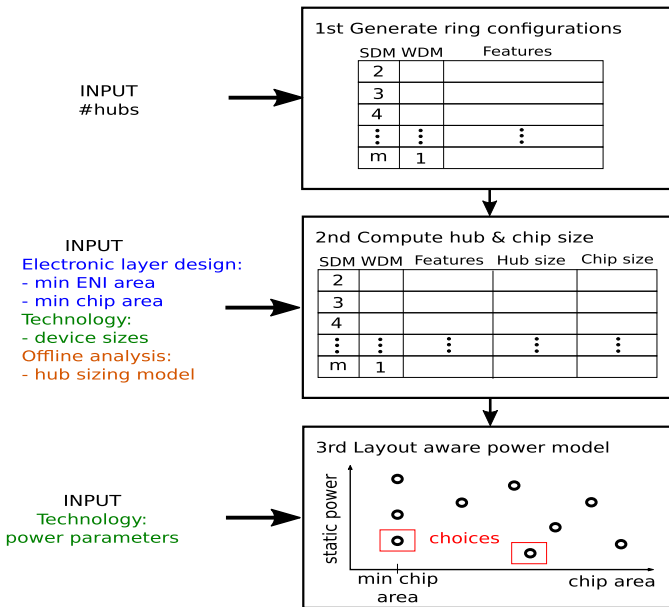 1st Generate ring configurations
SDM WDM Features
2
3
4
m 1
INPUT
#hubs
2nd Compute hub & chip size
SDM WDM Features Hub size Chip size
2
3
4
m 1
INPUT
Electronic layer design:
- min ENI area
- min chip area
Technology:
- device sizes
Offline analysis:
- hub sizing model
3rd Layout aware power model
static power
choices
min chip
area
chip area
INPUT
Technology:
power parameters